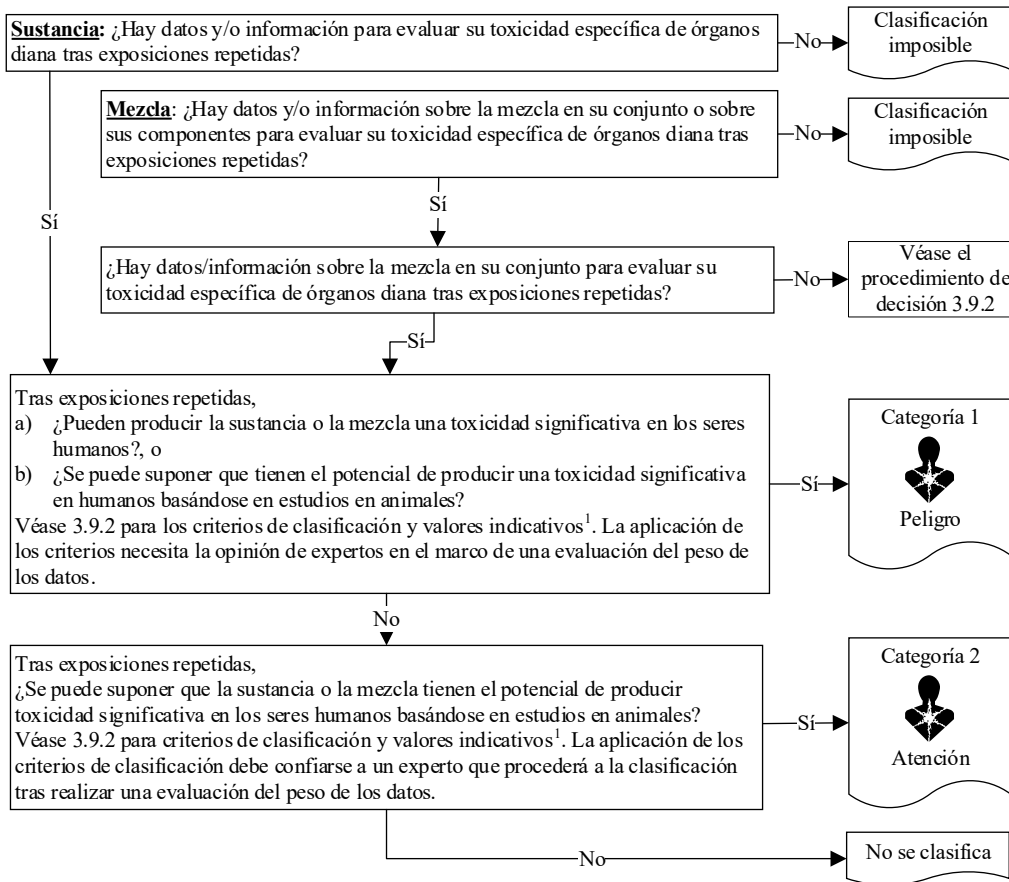 Sustancia: ¿Hay datos y/o información para evaluar su toxicidad específica de órganos
diana tras exposiciones repetidas?
No
Clasificación
imposible
Mezcla: ¿Hay datos y/o información sobre la mezcla en su conjunto o sobre
sus componentes para evaluar su toxicidad específica de órganos diana tras
exposiciones repetidas?
No
Clasificación
imposible
Sí
Sí
¿Hay datos/información sobre la mezcla en su conjunto para evaluar su
toxicidad específica de órganos diana tras exposiciones repetidas?
No
Véase el
procedimiento de
decisión 3.9.2
Sí
Tras exposiciones repetidas,
a) ¿Pueden producir la sustancia o la mezcla una toxicidad significativa en los seres
humanos?, o
b) ¿Se puede suponer que tienen el potencial de producir una toxicidad significativa
en humanos basándose en estudios en animales?
Véase 3.9.2 para los criterios de clasificación y valores indicativos1. La aplicación de
los criterios necesita la opinión de expertos en el marco de una evaluación del peso de
los datos.
Sí
Categoría 1
Peligro
No
Tras exposiciones repetidas,
¿Se puede suponer que la sustancia o la mezcla tienen el potencial de producir
toxicidad significativa en los seres humanos basándose en estudios en animales?
Véase 3.9.2 para criterios de clasificación y valores indicativos1. La aplicación de los
criterios de clasificación debe confiarse a un experto que procederá a la clasificación
tras realizar una evaluación del peso de los datos.
Sí
Categoría 2
Atención
No
No se clasifica